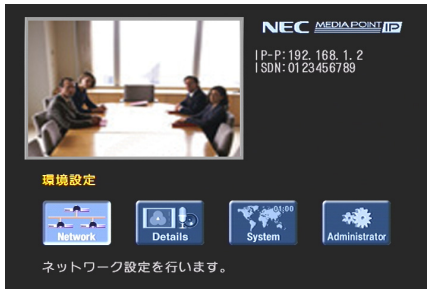 NEC MEDIA POINT IP
IP-P:192.168.1.2
ISDN:0123456789
環境設定
01:00
Network Details System Administrator
ネットワーク設定を行います。